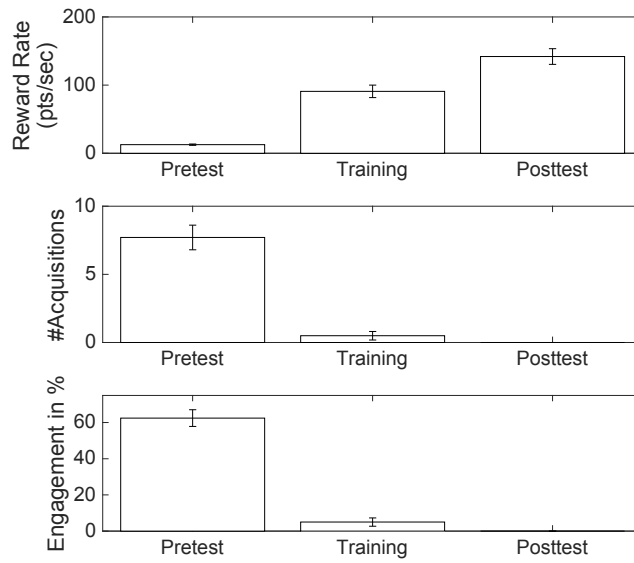 Reward Rate
(pts/sec)
200
100
0
Pretest Training Posttest
#Acquisitions
10
5
0
Pretest Training Posttest
Engagement in %
60
40
20
0
Pretest Training Posttest